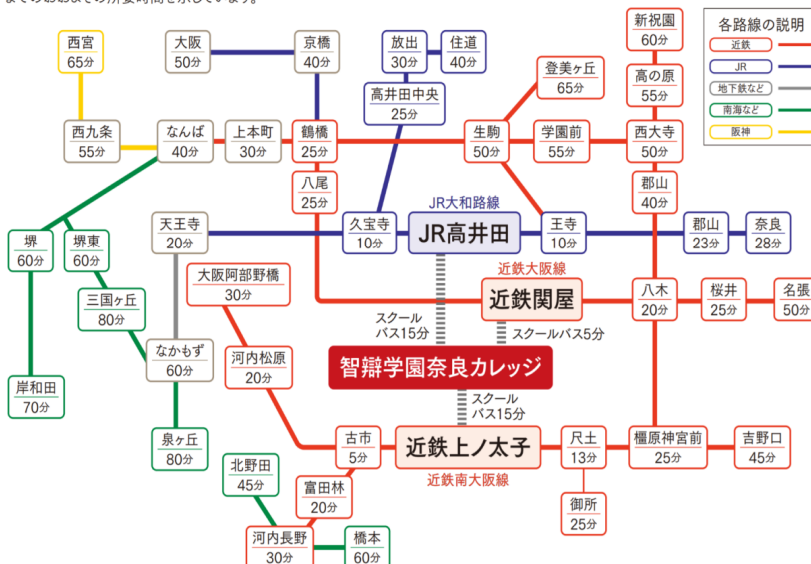 までのおおまかの所要時間を示しています。
各路線の説明
近鉄
JR
地下鉄など
南海など
阪神
新祝園
60分
西宮
65分
大阪
50分
京橋
40分
放出
30分
住道
40分
登美ヶ丘
65分
高の原
55分
高井田中央
25分
西九条
55分
なんば
40分
上本町
30分
鶴橋
25分
生駒
50分
学園前
55分
西大寺
50分
八尾
25分
郡山
40分
JR大和路線
堺
60分
堺東
60分
天王寺
20分
久宝寺
10分
JR高井田
王寺
10分
郡山
23分
奈良
28分
大阪阿部野橋
30分
近鉄大阪線
近鉄関屋
八木
20分
桜井
25分
名張
50分
三国ヶ丘
80分
スクール
バス15分
スクールバス5分
なかもず
60分
河内松原
20分
智辯学園奈良カレッジ
岸和田
70分
スクール
バス15分
泉ヶ丘
80分
古市
5分
近鉄上ノ太子
尺土
13分
橿原神宮前
25分
吉野口
45分
近鉄南大阪線
北野田
45分
富田林
20分
御所
25分
河内長野
30分
橋本
60分